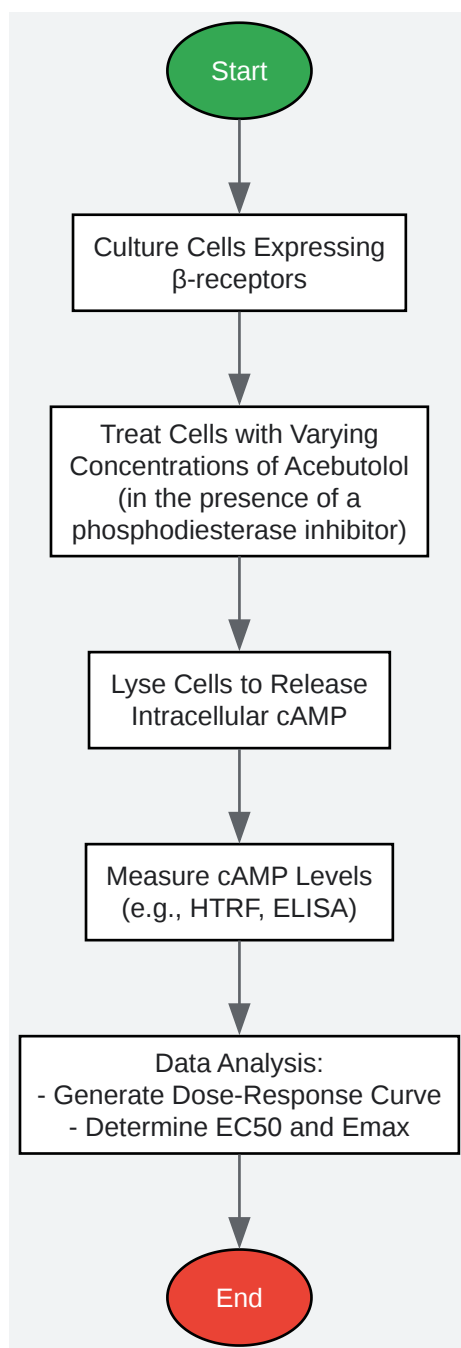 Start
Culture Cells Expressing
β-receptors
Treat Cells with Varying
Concentrations of Acebutolol
(in the presence of a
phosphodiesterase inhibitor)
Lyse Cells to Release
Intracellular cAMP
Measure cAMP Levels
(e.g., HTRF, ELISA)
Data Analysis:
- Generate Dose-Response Curve
- Determine EC50 and Emax
End